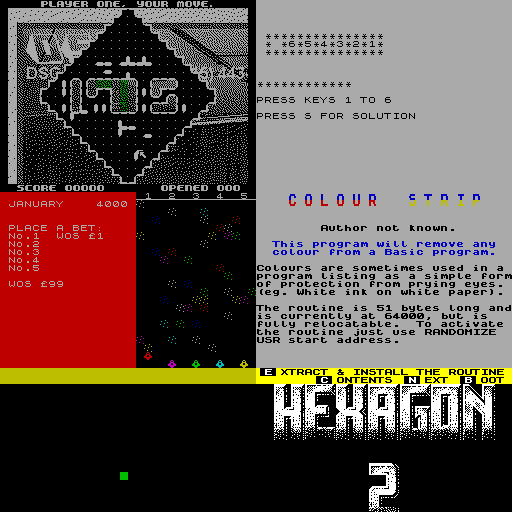 PLAYER ONE, YOUR MOVE.
SCORE 00000 OPENED 000
***************
* *6*5*4*3*2*1*
***************
************
PRESS KEYS 1 TO 6
PRESS S FOR SOLUTION
JANUARY 4000
PLACE A BET:
No.1 WOS £1
No.2
No.3
No.4
No.5
WOS £99
1 2 3 4 5
COLOUR STRIP
Author not known.
This program will remove any
colour from a Basic program.
Colours are sometimes used in a
program listing as a simple form
of protection from prying eyes.
(eg. White ink on white paper).
The routine is 51 bytes long and
is currently at 64000, but is
fully relocatable. To activate
the routine just use RANDOMIZE
USR start address.
E XTRACT & INSTALL THE ROUTINE
C ONTENTS N EXT B OOT
HEXAGON
2